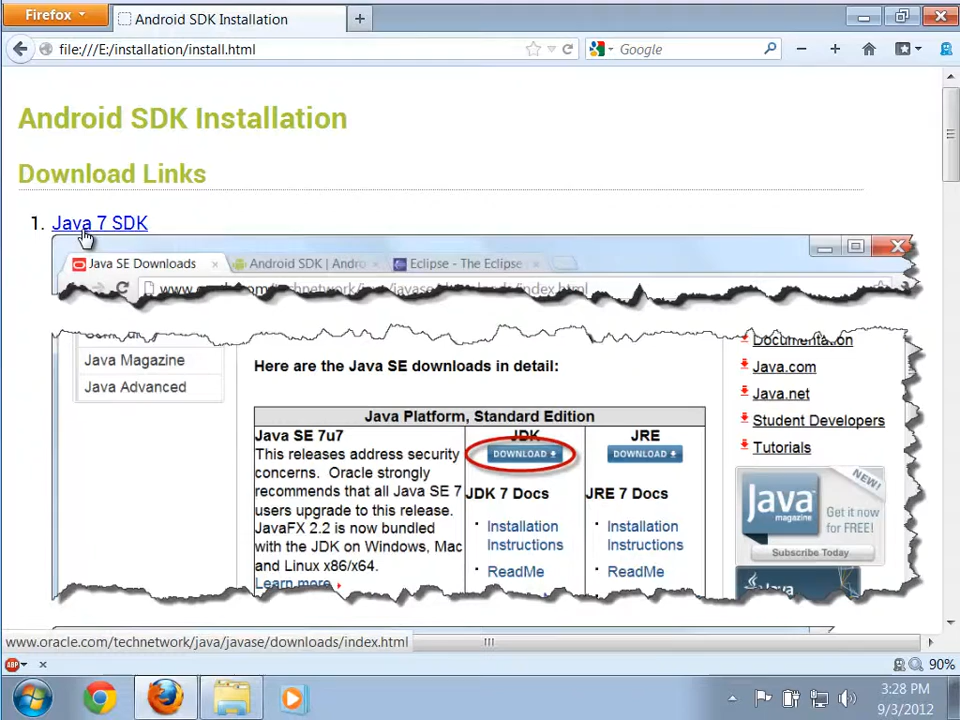 Firefox
Android SDK Installation
file:///E:/installation/install.html
Google
Android SDK Installation
Download Links
1. Java 7 SDK
Java SE Downloads
Android SDK | Andro
Eclipse - The Eclipse
Java Magazine
Java Advanced
Here are the Java SE downloads in detail:
Java Platform, Standard Edition
Java SE 7u7
This releases address security
concerns. Oracle strongly
recommends that all Java SE 7
users upgrade to this release.
JavaFX 2.2 is now bundled
with the JDK on Windows, Mac
and Linux x86/x64.
Learn more
JDK
DOWNLOAD
JDK 7 Docs
Installation
Instructions
ReadMe
JRE
DOWNLOAD
JRE 7 Docs
Installation
Instructions
ReadMe
Documentation
Java.com
Java.net
Student Developers
Tutorials
NEW!
Java
magazine
Get it now
for FREE!
Subscribe Today
Java
www.oracle.com/technetwork/java/javase/downloads/index.html
ABP
90%
3:28 PM
9/3/2012